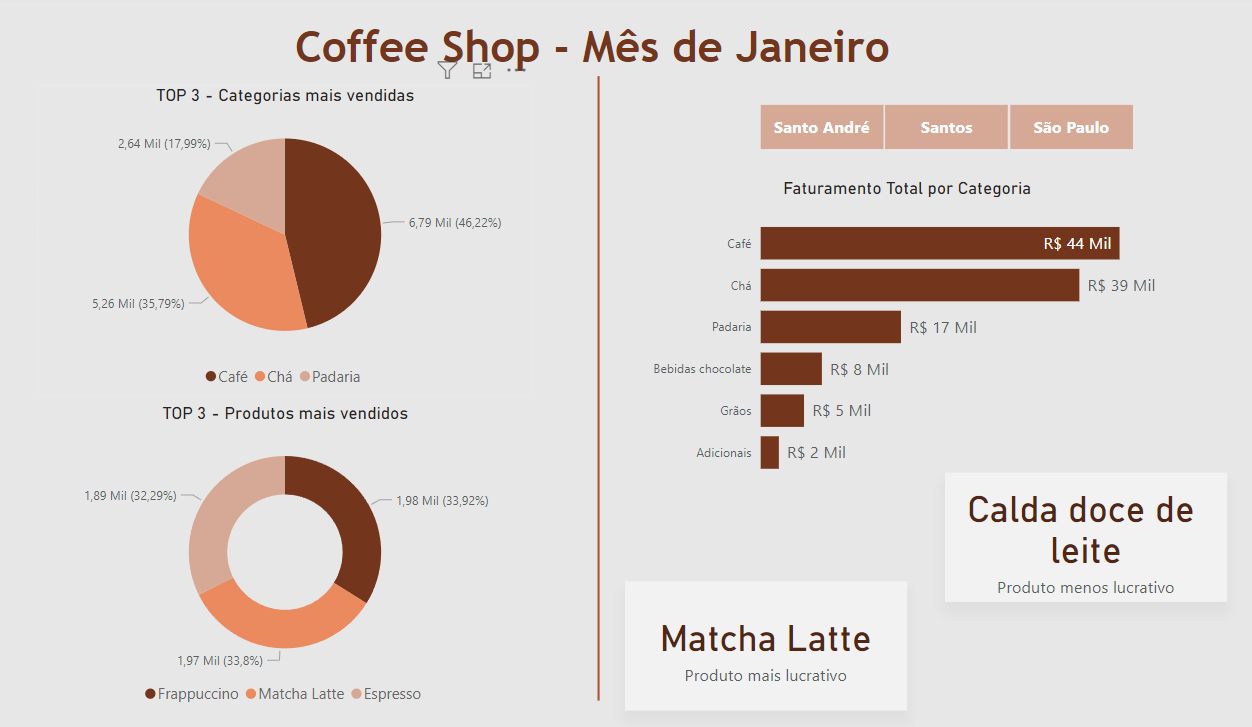 Coffee Shop - Mês de Janeiro
TOP 3 - Categorias mais vendidas
2,64 Mil (17,99%)
6,79 Mil (46,22%)
5,26 Mil (35,79%)
Café Chá Padaria
TOP 3 - Produtos mais vendidos
1,89 Mil (32,29%)
1,98 Mil (33,92%)
1,97 Mil (33,8%)
Frappuccino Matcha Latte Espresso
Santo André Santos São Paulo
Faturamento Total por Categoria
Café R$ 44 Mil
Chá R$ 39 Mil
Padaria R$ 17 Mil
Bebidas chocolate R$ 8 Mil
Grãos R$ 5 Mil
Adicionais R$ 2 Mil
Calda doce de
leite
Produto menos lucrativo
Matcha Latte
Produto mais lucrativo